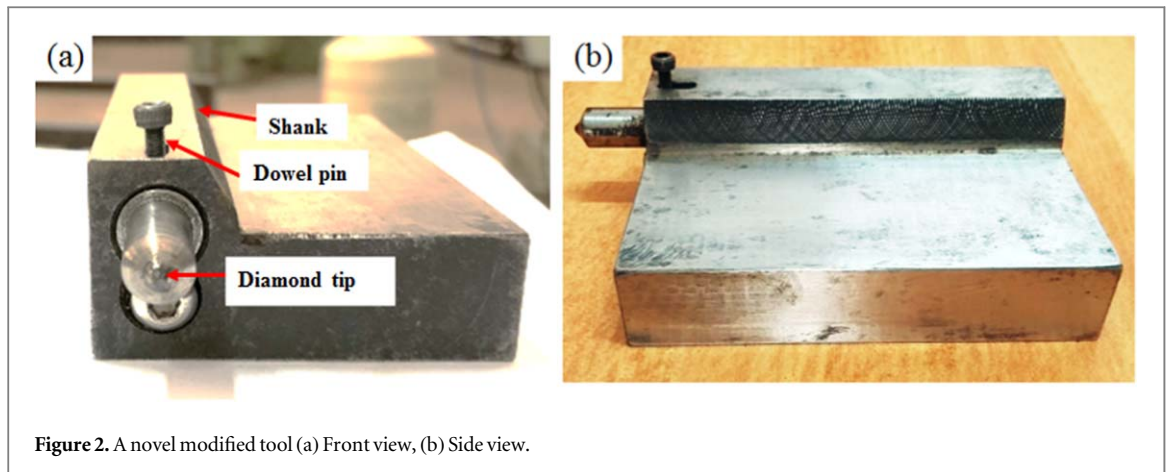 (a)
Shank
Dowel pin
Diamond tip
(b)
Figure 2. A novel modified tool (a) Front view, (b) Side view.